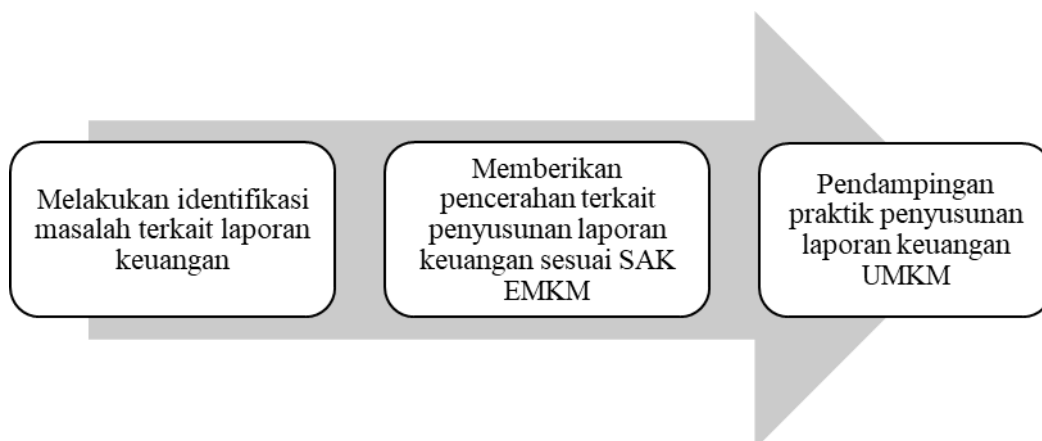 Melakukan identifikasi
masalah terkait laporan
keuangan
Memberikan
pencerahan terkait
penyusunan laporan
keuangan sesuai SAK
EMKM
Pendampingan
praktik penyusunan
laporan keuangan
UMKM